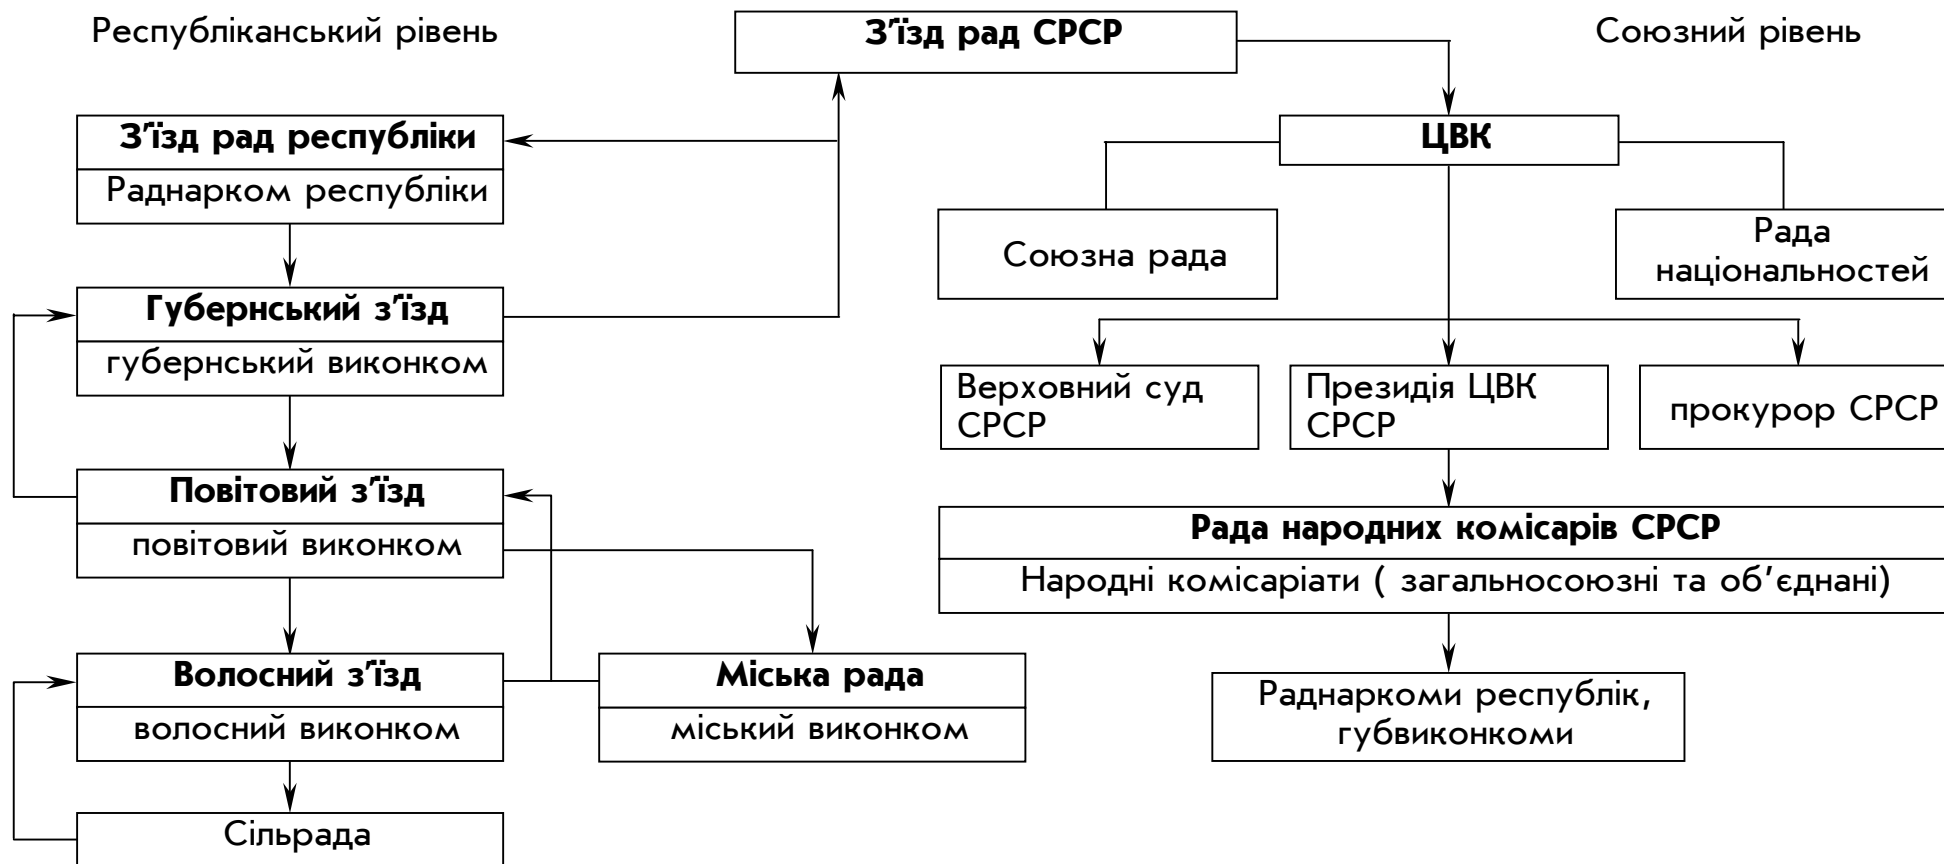 Республіканський рівень
З'їзд рад СРСР
Союзний рівень
З'їзд рад республіки
Раднарком республіки
Губернський з'їзд
губернський виконком
Повітовий з'їзд
повітовий виконком
Волосний з'їзд
волосний виконком
Сільрада
Міська рада
міський виконком
ЦВК
Союзна рада
Рада
національностей
Верховний суд
СРСР
Президія ЦВК
СРСР
прокурор СРСР
Рада народних комісарів СРСР
Народні комісаріати ( загальносоюзні та об'єднані)
Раднаркоми республік,
губвиконкоми